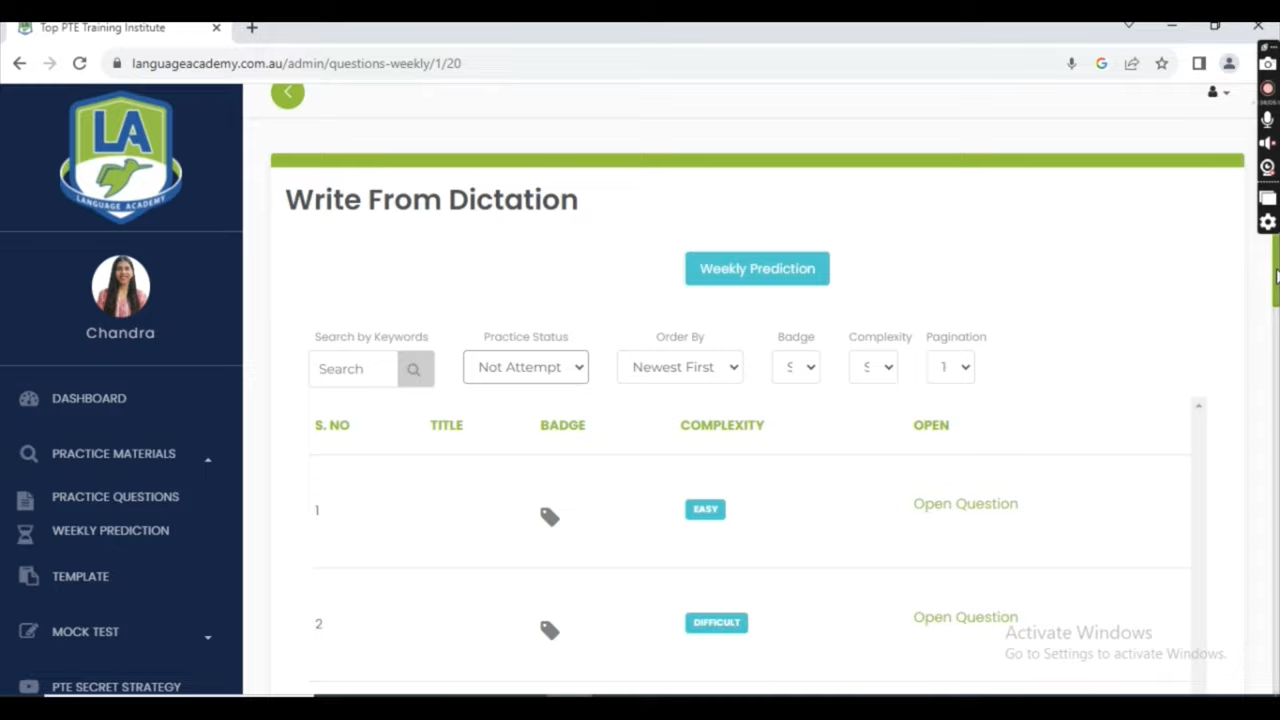 Top PTE Training Institute
languageacademy.com.au/admin/questions-weekly/1/20
LA
LANGUAGE ACADEMY
Chandra
DASHBOARD
PRACTICE MATERIALS
PRACTICE QUESTIONS
WEEKLY PREDICTION
TEMPLATE
MOCK TEST
PTE SECRET STRATEGY
Write From Dictation
Weekly Prediction
Search by Keywords Practice Status Order By Badge Complexity Pagination
Search Not Attempt Newest First S S 1
S. NO TITLE BADGE COMPLEXITY OPEN
1 EASY Open Question
2 DIFFICULT Open Question
Activate Windows
Go to Settings to activate Windows.